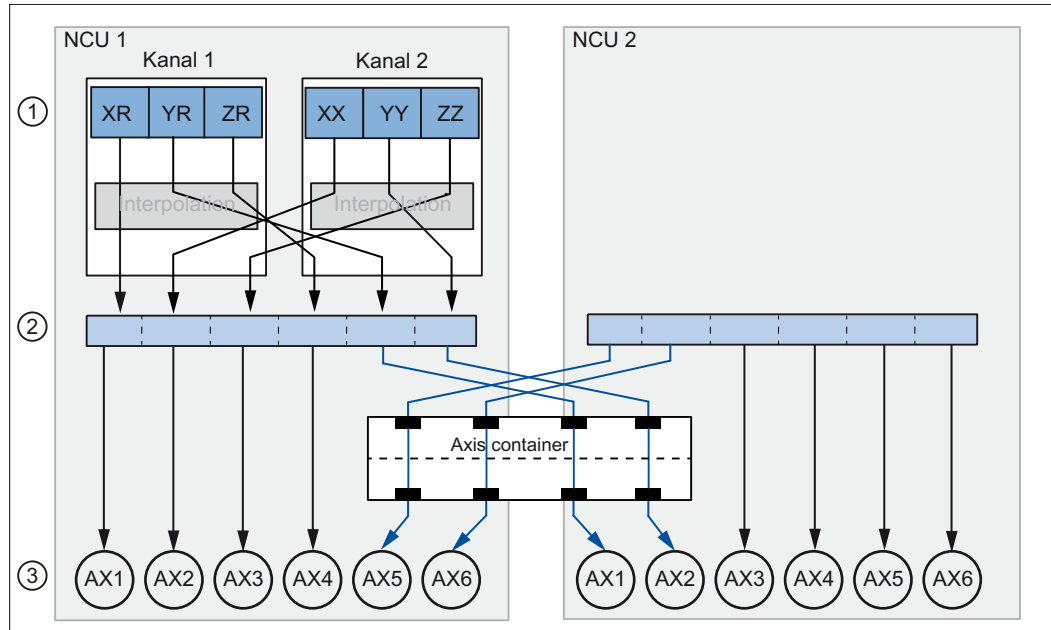 NCU 1
NCU 2
Kanal 1
Kanal 2
1
XR YR ZR
XX YY ZZ
Interpolation
Interpolation
2
Axis container
3
AX1 AX2 AX3 AX4 AX5 AX6
AX1 AX2 AX3 AX4 AX5 AX6